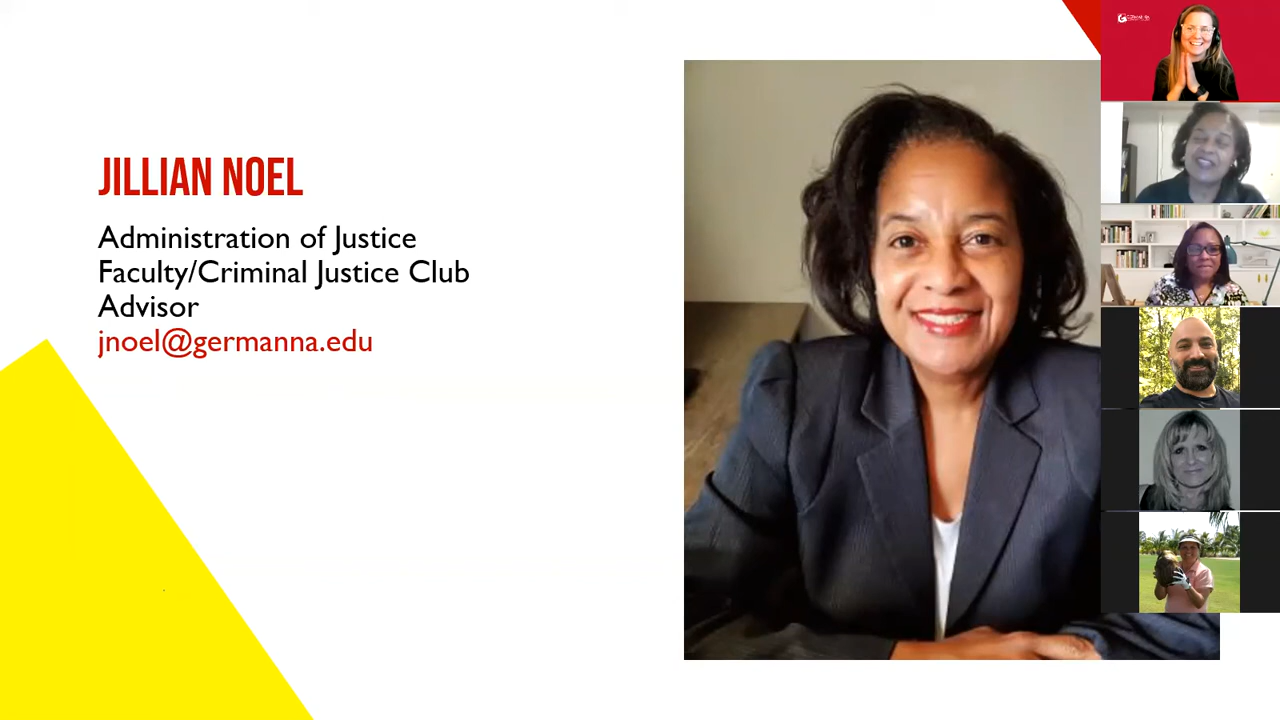 JILLIAN NOEL
Administration of Justice
Faculty/Criminal Justice Club
Advisor
jnoel@germanna.edu